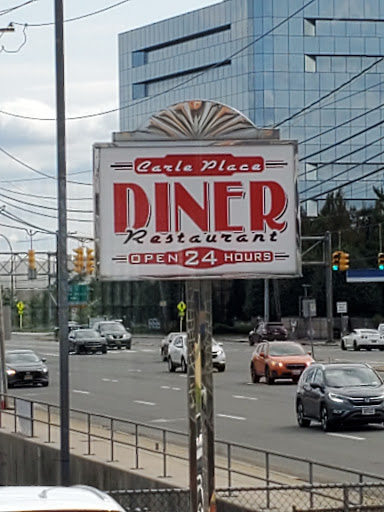 Carle Place
DINER
Restaurant
OPEN 24 HOURS